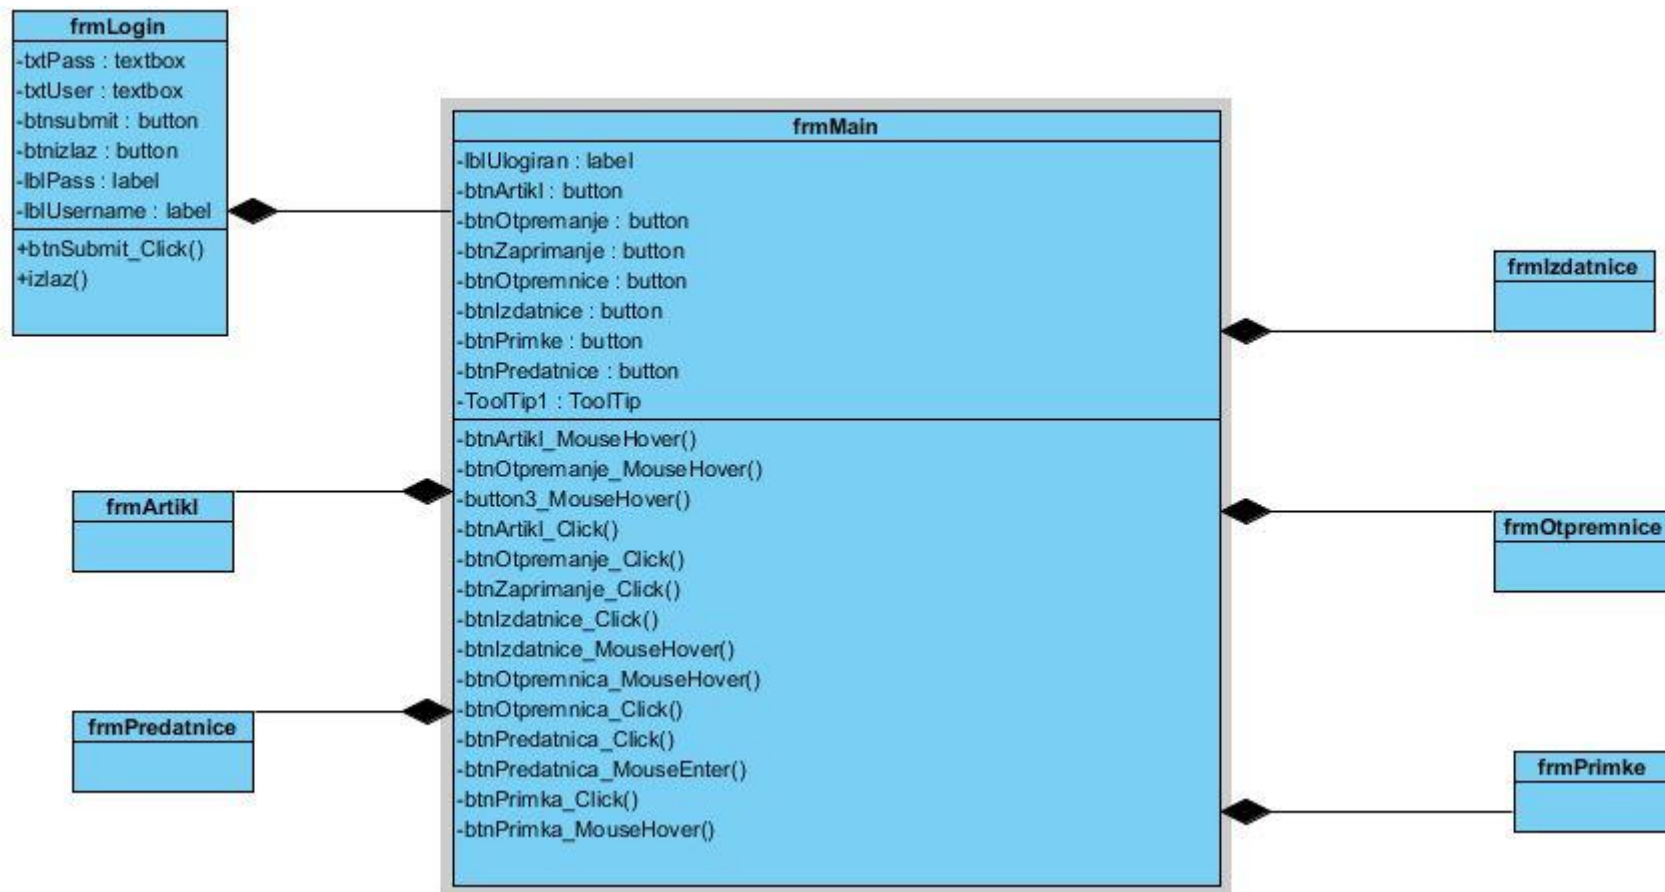 frmLogin
-txtPass : textbox
-txtUser : textbox
-btnsubmit : button
-btnizlaz : button
-lblPass : label
-lblUsername : label
+btnSubmit_Click()
+izlaz()
frmMain
-lblUlogiran : label
-btnArtikl : button
-btnOtpremanje : button
-btnZaprimanje : button
-btnOtpremnice : button
-btnIzdatnice : button
-btnPrimke : button
-btnPredatnice : button
-ToolTip1 : ToolTip
-btnArtikl_MouseHover()
-btnOtpremanje_MouseHover()
-button3_MouseHover()
-btnArtikl_Click()
-btnOtpremanje_Click()
-btnZaprimanje_Click()
-btnIzdatnice_Click()
-btnIzdatnice_MouseHover()
-btnOtpremnica_MouseHover()
-btnOtpremnica_Click()
-btnPredatnica_Click()
-btnPredatnica_MouseEnter()
-btnPrimka_Click()
-btnPrimka_MouseHover()
frmArtikl
frmPredatnice
frmIzdatnice
frmOtpremnice
frmPrimke